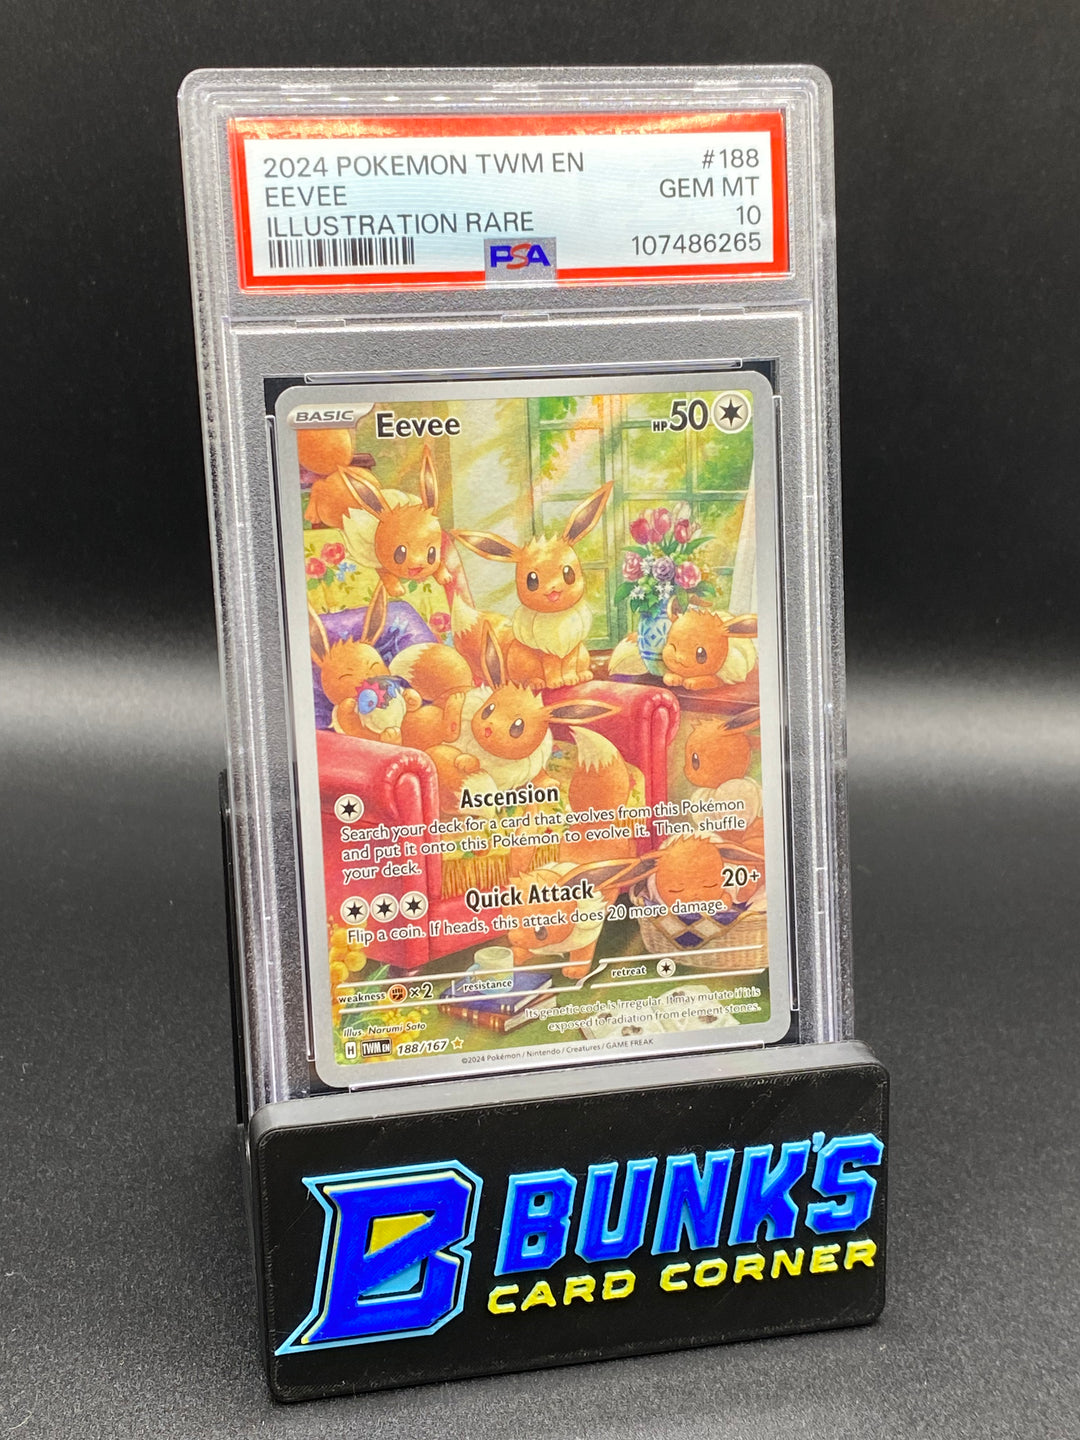 2024 POKEMON TWM EN
#188
EEVEE
GEM MT
ILLUSTRATION RARE
10
PSA
107486265
BASIC
Eevee
HP50
Ascension
Search your deck for a card that evolves from this Pokémon
and put it onto this Pokémon to evolve it. Then, shuffle
your deck.
Quick Attack
20+
Flip a coin. If heads, this attack does 20 more damage.
weakness
×2
resistance
retreat
Its genetic code is irregular. It may mutate if it is
exposed to radiation from element stones.
Illus. Narumi Sato
H
TWM EN
188/167
©2024 Pokémon / Nintendo / Creatures / GAME FREAK
B
BUNK'S
CARD CORNER